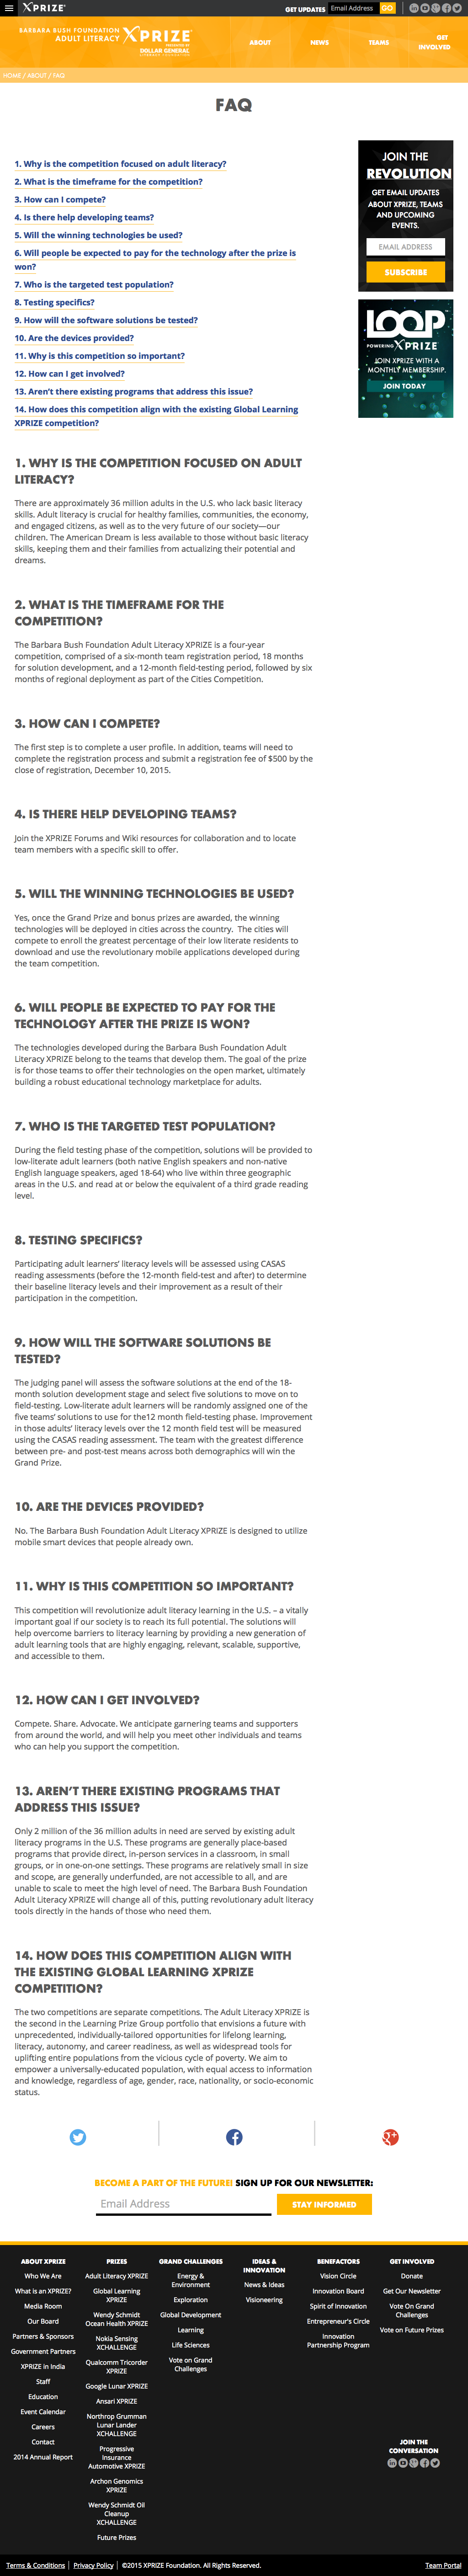 XPRIZE
GET UPDATES
Email Address
GO
BARBARA BUSH FOUNDATION
ADULT LITERACY
XPRIZE
PRESENTED BY
DOLLAR GENERAL
LITERACY FOUNDATION
ABOUT
NEWS
TEAMS
GET
INVOLVED
HOME / ABOUT / FAQ
FAQ
1. Why is the competition focused on adult literacy?
2. What is the timeframe for the competition?
3. How can I compete?
4. Is there help developing teams?
5. Will the winning technologies be used?
6. Will people be expected to pay for the technology after the prize is
won?
7. Who is the targeted test population?
8. Testing specifics?
9. How will the software solutions be tested?
10. Are the devices provided?
11. Why is this competition so important?
12. How can I get involved?
13. Aren't there existing programs that address this issue?
14. How does this competition align with the existing Global Learning
XPRIZE competition?
JOIN THE
REVOLUTION
GET EMAIL UPDATES
ABOUT XPRIZE, TEAMS
AND UPCOMING
EVENTS.
EMAIL ADDRESS
SUBSCRIBE
LOOP
POWERING XPRIZE
JOIN XPRIZE WITH A
MONTHLY MEMBERSHIP.
JOIN TODAY
1. WHY IS THE COMPETITION FOCUSED ON ADULT
LITERACY?
There are approximately 36 million adults in the U.S. who lack basic literacy
skills. Adult literacy is crucial for healthy families, communities, the economy,
and engaged citizens, as well as to the very future of our society—our
children. The American Dream is less available to those without basic literacy
skills, keeping them and their families from actualizing their potential and
dreams.
2. WHAT IS THE TIMEFRAME FOR THE
COMPETITION?
The Barbara Bush Foundation Adult Literacy XPRIZE is a four-year
competition, comprised of a six-month team registration period, 18 months
for solution development, and a 12-month field-testing period, followed by six
months of regional deployment as part of the Cities Competition.
3. HOW CAN I COMPETE?
The first step is to complete a user profile. In addition, teams will need to
complete the registration process and submit a registration fee of $500 by the
close of registration, December 10, 2015.
4. IS THERE HELP DEVELOPING TEAMS?
Join the XPRIZE Forums and Wiki resources for collaboration and to locate
team members with a specific skill to offer.
5. WILL THE WINNING TECHNOLOGIES BE USED?
Yes, once the Grand Prize and bonus prizes are awarded, the winning
technologies will be deployed in cities across the country.  The cities will
compete to enroll the greatest percentage of their low literate residents to
download and use the revolutionary mobile applications developed during
the team competition.
6. WILL PEOPLE BE EXPECTED TO PAY FOR THE
TECHNOLOGY AFTER THE PRIZE IS WON?
The technologies developed during the Barbara Bush Foundation Adult
Literacy XPRIZE belong to the teams that develop them. The goal of the prize
is for those teams to offer their technologies on the open market, ultimately
building a robust educational technology marketplace for adults.
7. WHO IS THE TARGETED TEST POPULATION?
During the field testing phase of the competition, solutions will be provided to
low-literate adult learners (both native English speakers and non-native
English language speakers, aged 18-64) who live within three geographic
areas in the U.S. and read at or below the equivalent of a third grade reading
level.
8. TESTING SPECIFICS?
Participating adult learners' literacy levels will be assessed using CASAS
reading assessments (before the 12-month field-test and after) to determine
their baseline literacy levels and their improvement as a result of their
participation in the competition.
9. HOW WILL THE SOFTWARE SOLUTIONS BE
TESTED?
The judging panel will assess the software solutions at the end of the 18-
month solution development stage and select five solutions to move on to
field-testing. Low-literate adult learners will be randomly assigned one of the
five teams' solutions to use for the12 month field-testing phase. Improvement
in those adults' literacy levels over the 12 month field test will be measured
using the CASAS reading assessment. The team with the greatest difference
between pre- and post-test means across both demographics will win the
Grand Prize.
10. ARE THE DEVICES PROVIDED?
No. The Barbara Bush Foundation Adult Literacy XPRIZE is designed to utilize
mobile smart devices that people already own.
11. WHY IS THIS COMPETITION SO IMPORTANT?
This competition will revolutionize adult literacy learning in the U.S. – a vitally
important goal if our society is to reach its full potential. The solutions will
help overcome barriers to literacy learning by providing a new generation of
adult learning tools that are highly engaging, relevant, scalable, supportive,
and accessible to them.
12. HOW CAN I GET INVOLVED?
Compete. Share. Advocate. We anticipate garnering teams and supporters
from around the world, and will help you meet other individuals and teams
who can help you support the competition.
13. AREN'T THERE EXISTING PROGRAMS THAT
ADDRESS THIS ISSUE?
Only 2 million of the 36 million adults in need are served by existing adult
literacy programs in the U.S. These programs are generally place-based
programs that provide direct, in-person services in a classroom, in small
groups, or in one-on-one settings. These programs are relatively small in size
and scope, are generally underfunded, are not accessible to all, and are
unable to scale to meet the high level of need. The Barbara Bush Foundation
Adult Literacy XPRIZE will change all of this, putting revolutionary adult literacy
tools directly in the hands of those who need them.
14. HOW DOES THIS COMPETITION ALIGN WITH
THE EXISTING GLOBAL LEARNING XPRIZE
COMPETITION?
The two competitions are separate competitions. The Adult Literacy XPRIZE is
the second in the Learning Prize Group portfolio that envisions a future with
unprecedented, individually-tailored opportunities for lifelong learning,
literacy, autonomy, and career readiness, as well as widespread tools for
uplifting entire populations from the vicious cycle of poverty. We aim to
empower a universally-educated population, with equal access to information
and knowledge, regardless of age, gender, race, nationality, or socio-economic
status.
BECOME A PART OF THE FUTURE! SIGN UP FOR OUR NEWSLETTER:
Email Address
STAY INFORMED
ABOUT XPRIZE
Who We Are
What is an XPRIZE?
Media Room
Our Board
Partners & Sponsors
Government Partners
XPRIZE in India
Staff
Education
Event Calendar
Careers
Contact
2014 Annual Report
PRIZES
Adult Literacy XPRIZE
Global Learning
XPRIZE
Wendy Schmidt
Ocean Health XPRIZE
Nokia Sensing
XCHALLENGE
Qualcomm Tricorder
XPRIZE
Google Lunar XPRIZE
Ansari XPRIZE
Northrop Grumman
Lunar Lander
XCHALLENGE
Progressive
Insurance
Automotive XPRIZE
Archon Genomics
XPRIZE
Wendy Schmidt Oil
Cleanup
XCHALLENGE
Future Prizes
GRAND CHALLENGES
Energy &
Environment
Exploration
Global Development
Learning
Life Sciences
Vote on Grand
Challenges
IDEAS &
INNOVATION
News & Ideas
Visioneering
BENEFACTORS
Vision Circle
Innovation Board
Spirit of Innovation
Entrepreneur's Circle
Innovation
Partnership Program
GET INVOLVED
Donate
Get Our Newsletter
Vote On Grand
Challenges
Vote on Future Prizes
JOIN THE
CONVERSATION
Terms & Conditions
Privacy Policy
©2015 XPRIZE Foundation. All Rights Reserved.
Team Portal